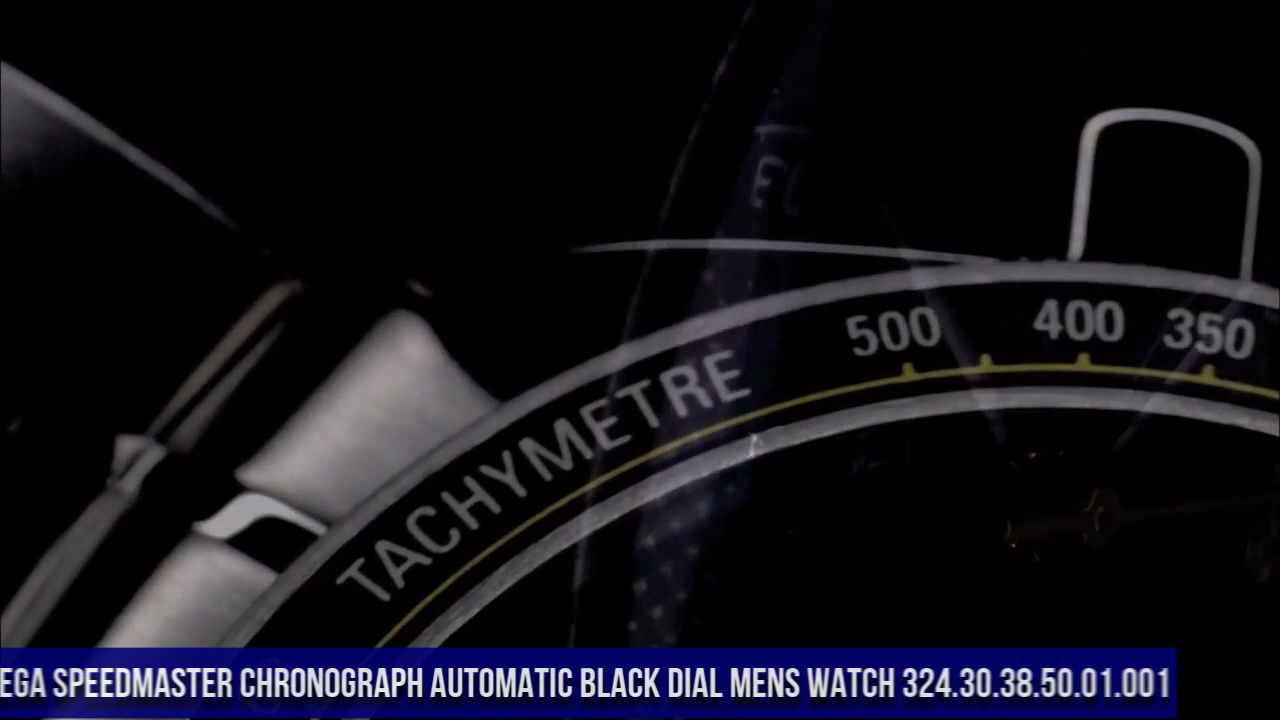 500 400 350
TACHYMETRE
EGA SPEEDMASTER CHRONOGRAPH AUTOMATIC BLACK DIAL MENS WATCH 324.30.38.50.01.001